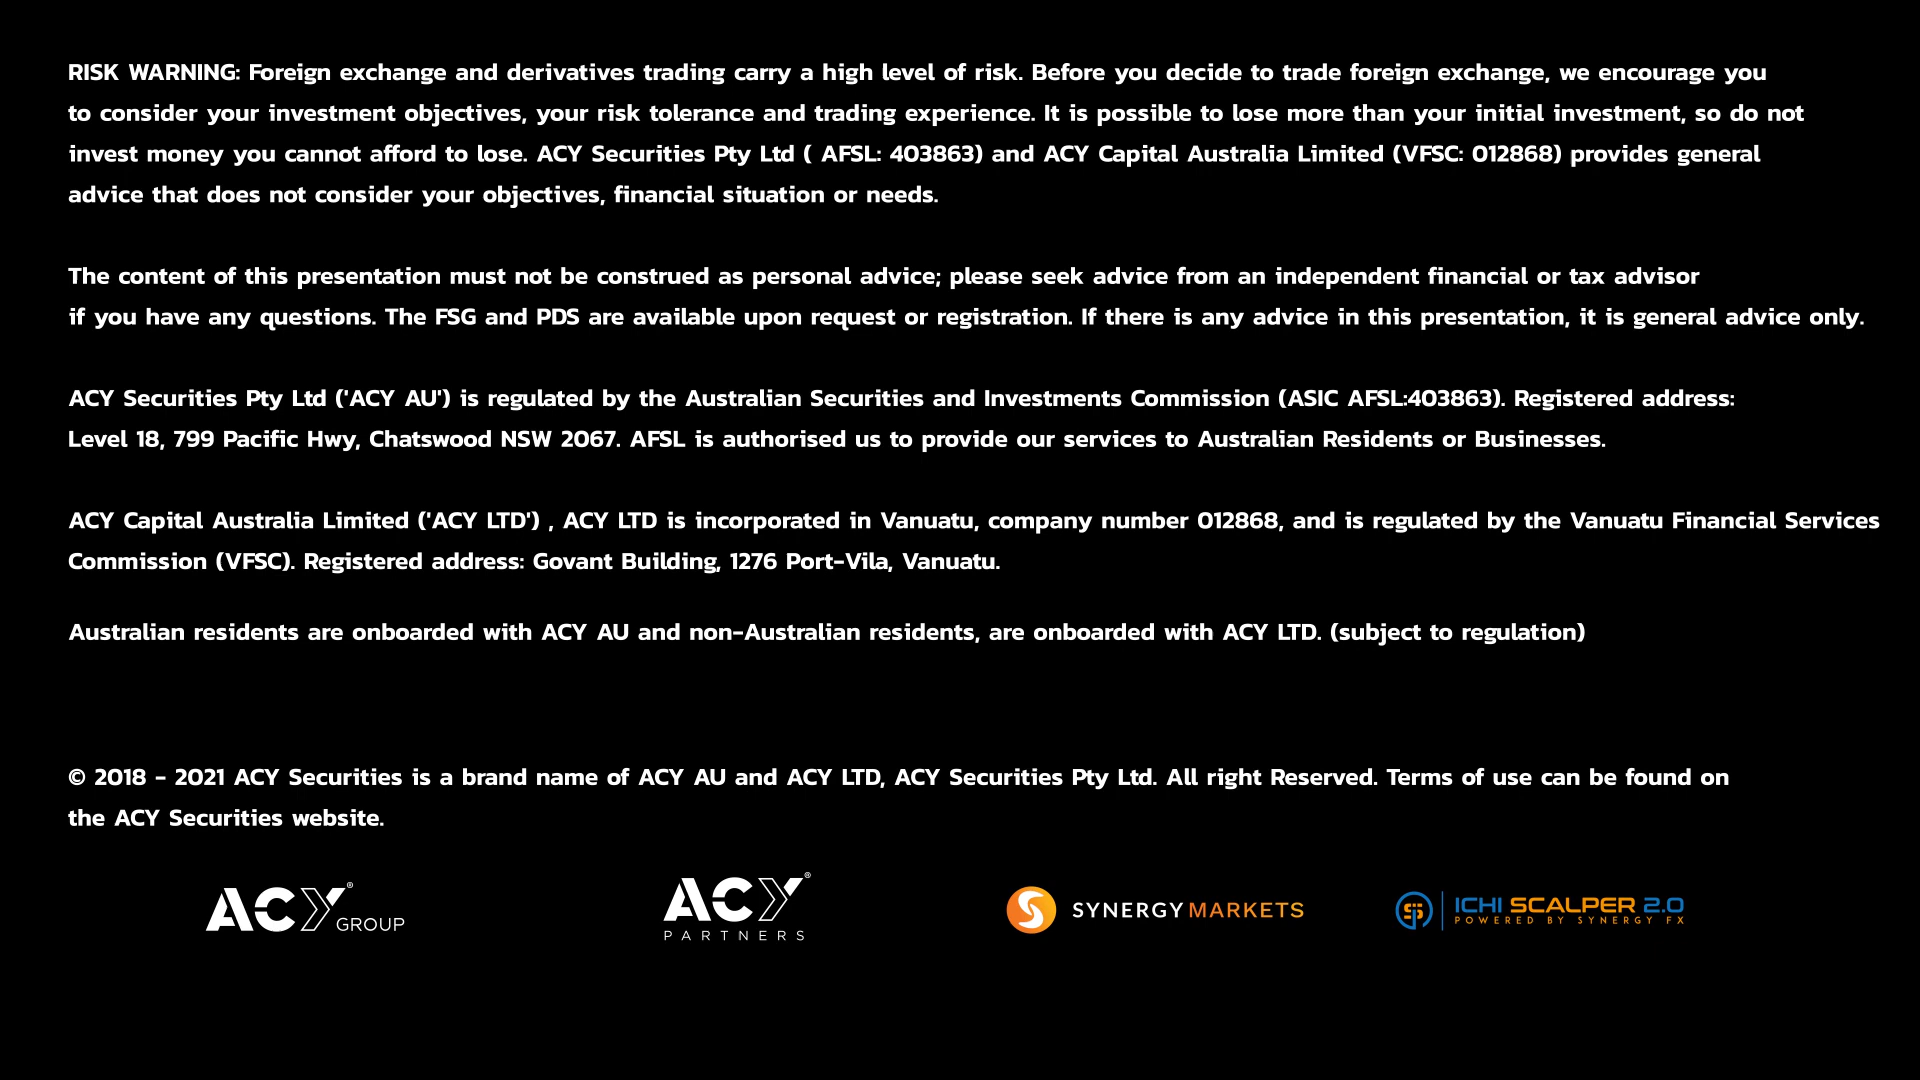 RISK WARNING: Foreign exchange and derivatives trading carry a high level of risk. Before you decide to trade foreign exchange, we encourage you
to consider your investment objectives, your risk tolerance and trading experience. It is possible to lose more than your initial investment, so do not
invest money you cannot afford to lose. ACY Securities Pty Ltd ( AFSL: 403863) and ACY Capital Australia Limited (VFSC: 012868) provides general
advice that does not consider your objectives, financial situation or needs.
The content of this presentation must not be construed as personal advice; please seek advice from an independent financial or tax advisor
if you have any questions. The FSG and PDS are available upon request or registration. If there is any advice in this presentation, it is general advice only.
ACY Securities Pty Ltd ('ACY AU') is regulated by the Australian Securities and Investments Commission (ASIC AFSL:403863). Registered address:
Level 18, 799 Pacific Hwy, Chatswood NSW 2067. AFSL is authorised us to provide our services to Australian Residents or Businesses.
ACY Capital Australia Limited ('ACY LTD') , ACY LTD is incorporated in Vanuatu, company number 012868, and is regulated by the Vanuatu Financial Services
Commission (VFSC). Registered address: Govant Building, 1276 Port-Vila, Vanuatu.
Australian residents are onboarded with ACY AU and non-Australian residents, are onboarded with ACY LTD. (subject to regulation)
© 2018 - 2021 ACY Securities is a brand name of ACY AU and ACY LTD, ACY Securities Pty Ltd. All right Reserved. Terms of use can be found on
the ACY Securities website.
ACY® GROUP
ACY®
PARTNERS
SYNERGY MARKETS
ICHI SCALPER 2.0
POWERED BY SYNERGY FX